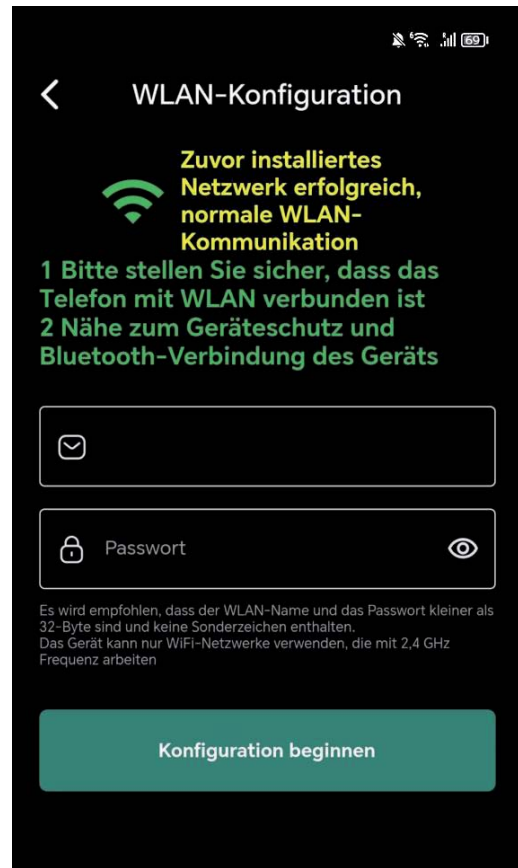 69
WLAN-Konfiguration
Zuvor installiertes
Netzwerk erfolgreich,
normale WLAN-
Kommunikation
1 Bitte stellen Sie sicher, dass das
Telefon mit WLAN verbunden ist
2 Nähe zum Geräteschutz und
Bluetooth-Verbindung des Geräts
Passwort
Es wird empfohlen, dass der WLAN-Name und das Passwort kleiner als
32-Byte sind und keine Sonderzeichen enthalten.
Das Gerät kann nur WiFi-Netzwerke verwenden, die mit 2,4 GHz
Frequenz arbeiten
Konfiguration beginnen